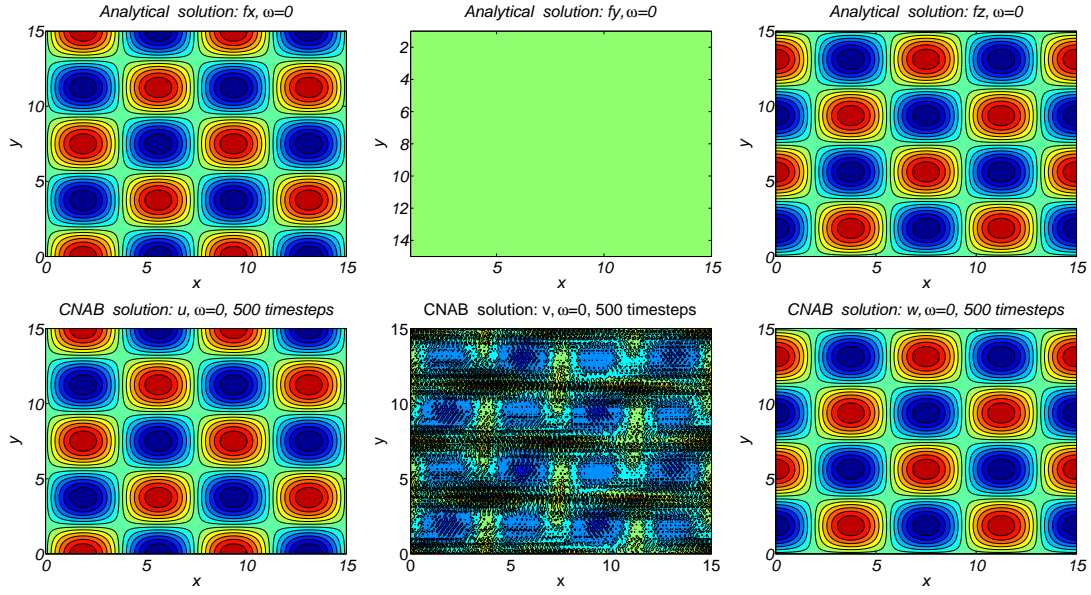 Analytical solution: fx, ω=0
15
10
5
0
y
0 5 10 15
x
Analytical solution: fy, ω=0
2
4
6
8
10
12
14
y
5 10 15
x
Analytical solution: fz, ω=0
15
10
5
0
y
0 5 10 15
x
CNAB solution: u, ω=0, 500 timesteps
15
10
5
0
y
0 5 10 15
x
CNAB solution: v, ω=0, 500 timesteps
15
10
5
0
y
0 5 10 15
x
CNAB solution: w, ω=0, 500 timesteps
15
10
5
0
y
0 5 10 15
x